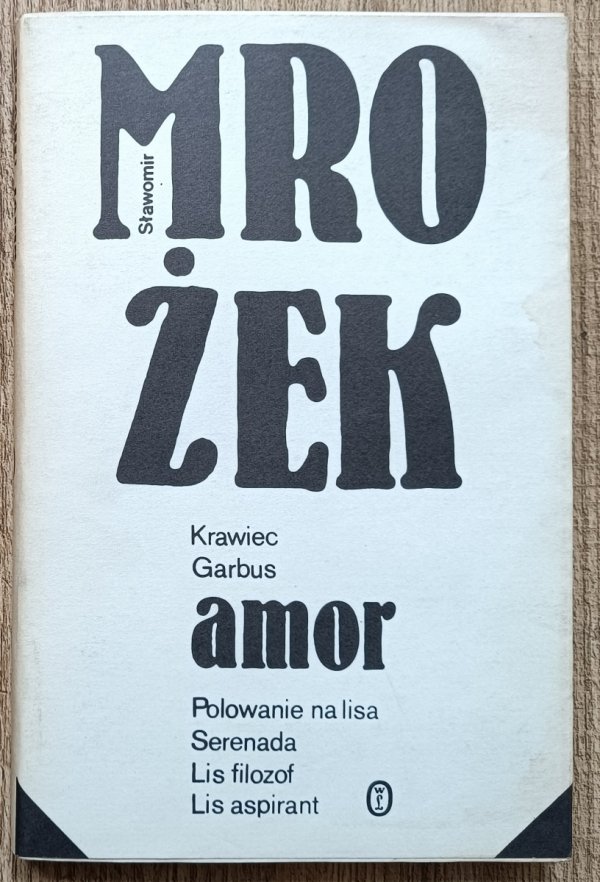 Sławomir
MRO
ŻEK
Krawiec
Garbus
amor
Polowanie na lisa
Serenada
Lis filozof
Lis aspirant